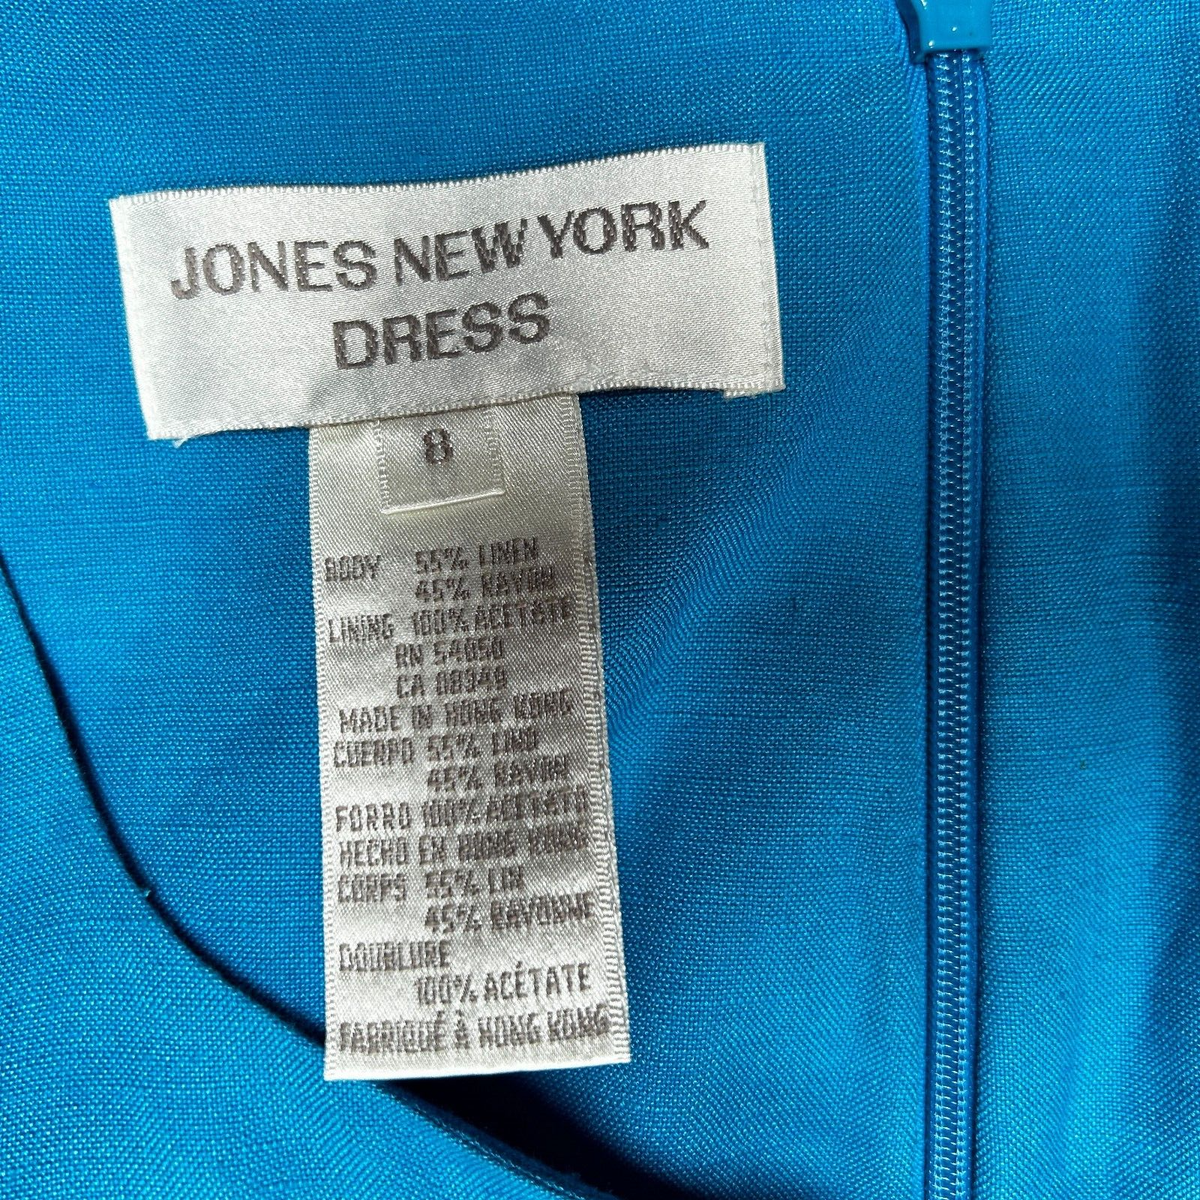 JONES NEW YORK
DRESS
8
BODY 55% LINEN
45% RAYON
LINING 100% ACETATE
RN 54050
CA 08349
MADE IN HONG KONG
CUERPO 55% LINO
45% RAYON
FORRO 100% ACETATO
HECHO EN HONG KONG
CORPS 55% LIN
45% RAYONNE
DOUBLURE
100% ACÉTATE
FABRIQUÉ À HONG KONG